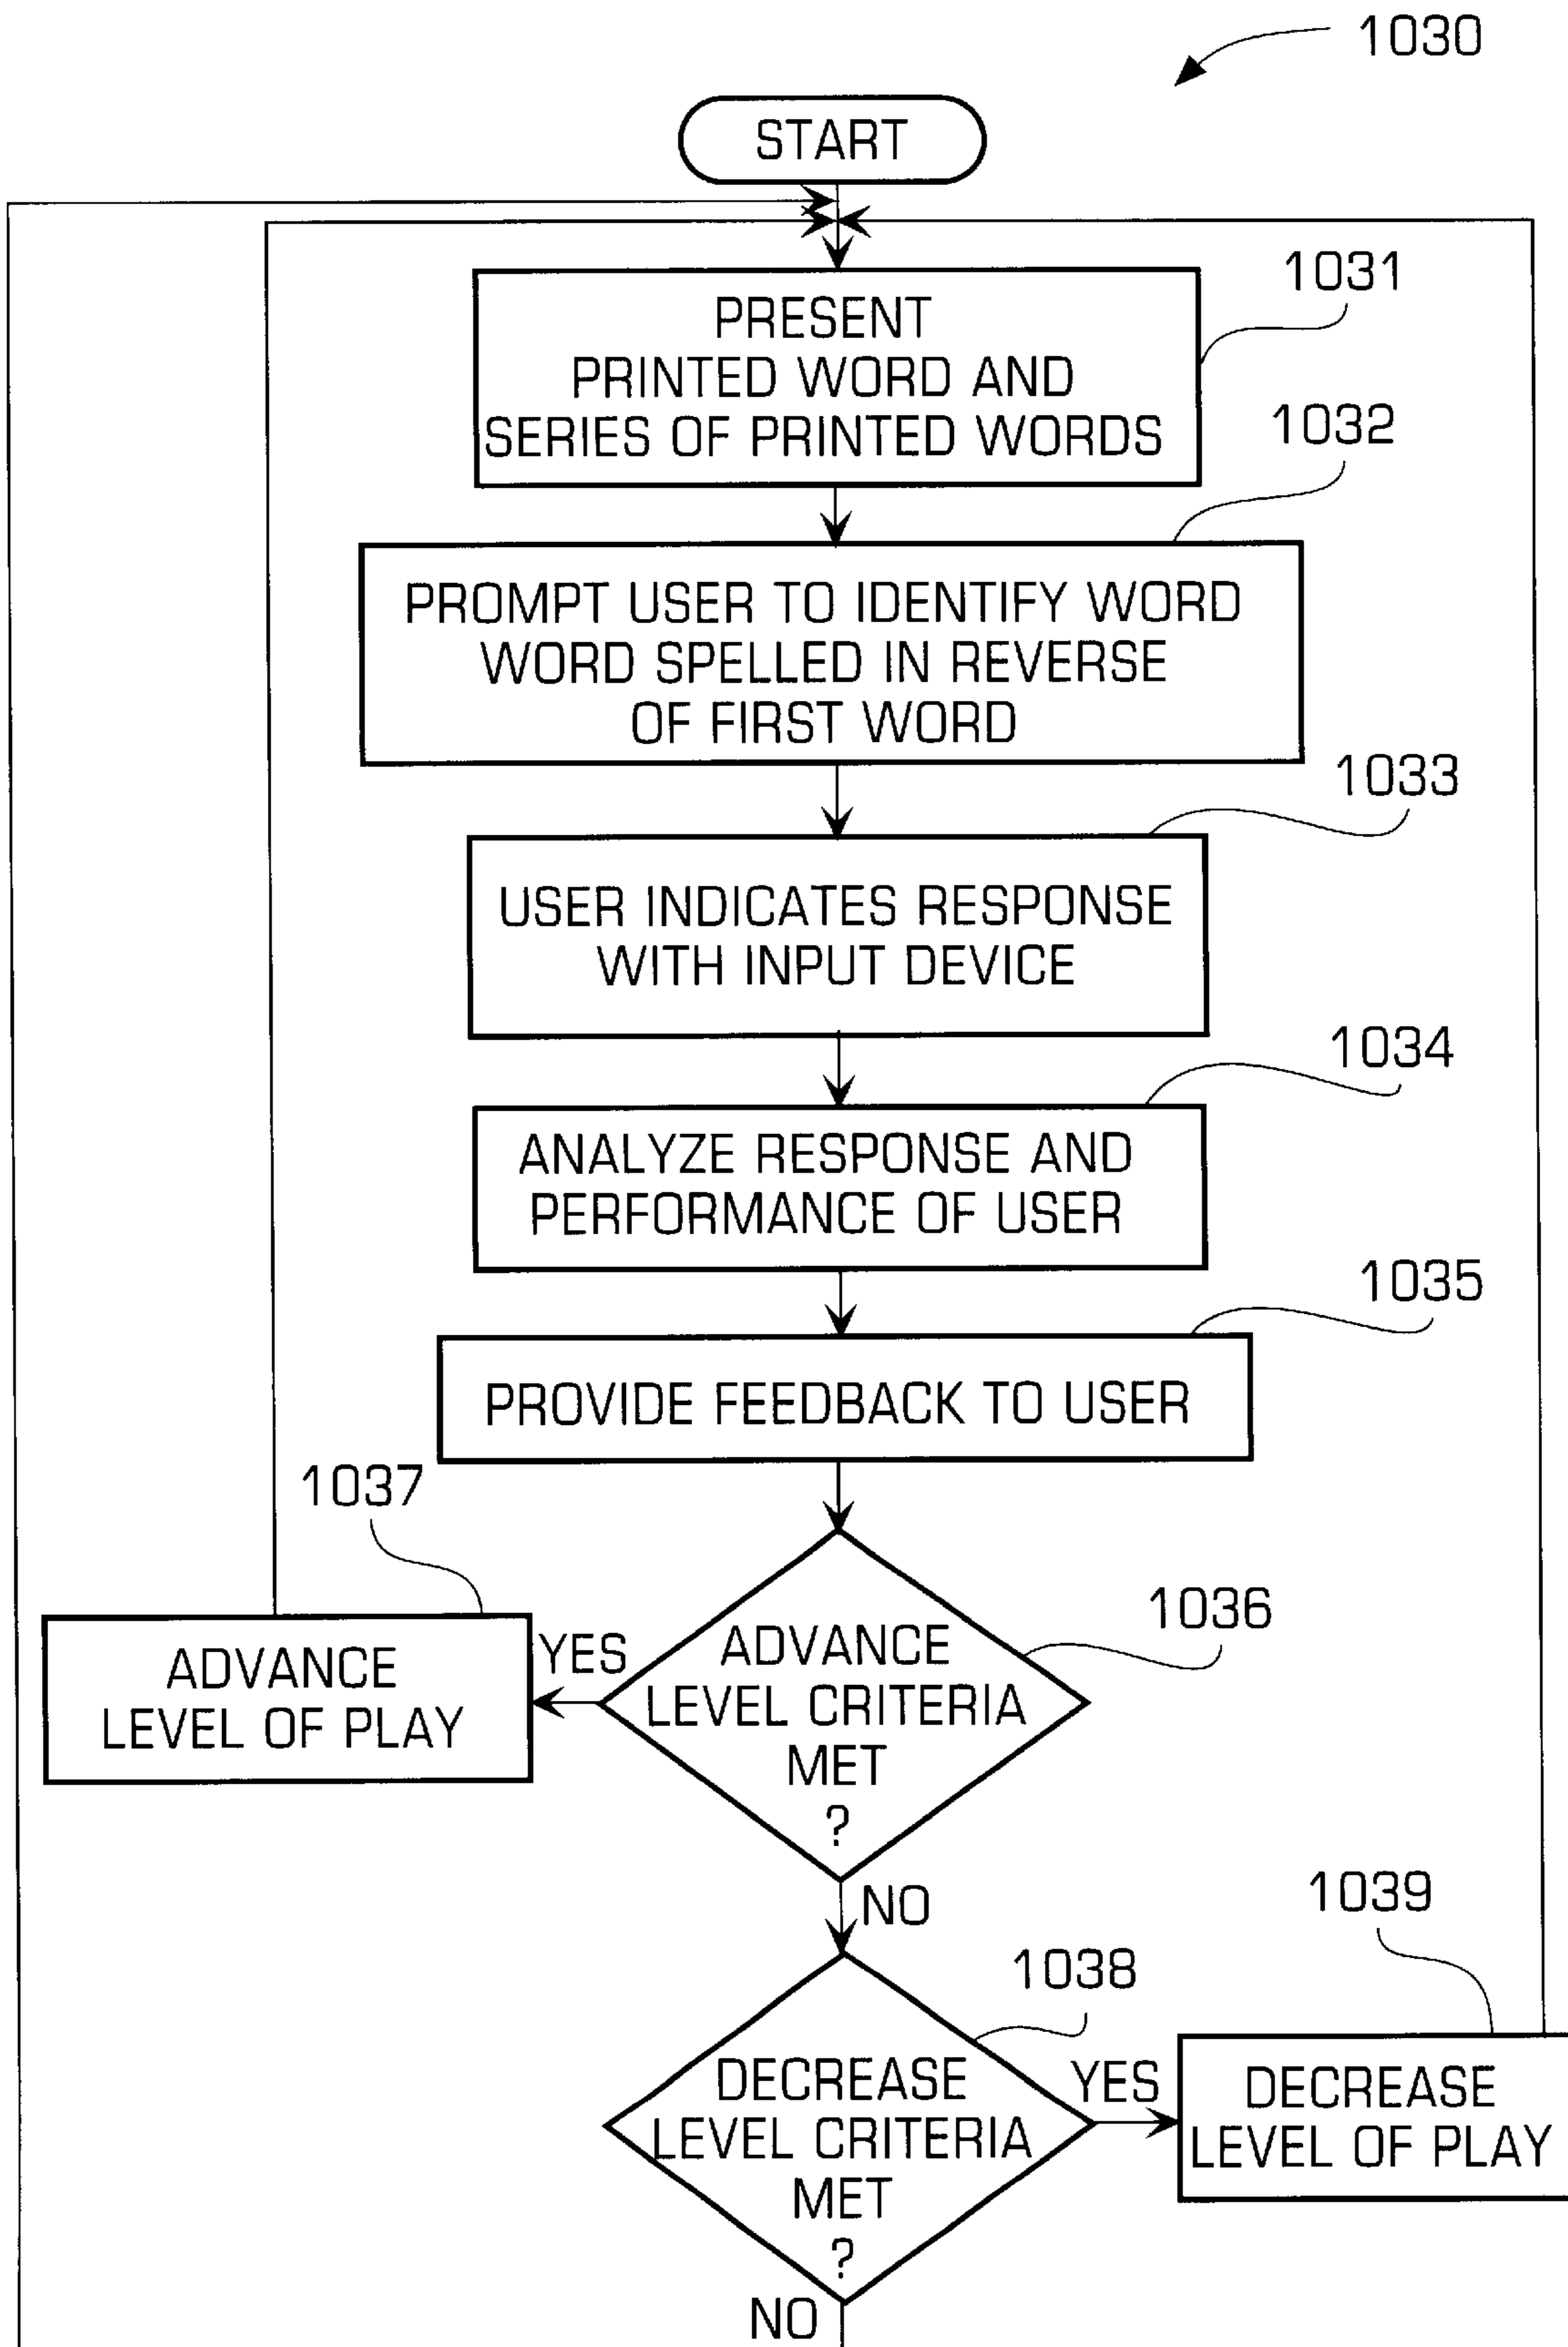 1030
START
1031
PRESENT
PRINTED WORD AND
SERIES OF PRINTED WORDS
1032
PROMPT USER TO IDENTIFY WORD
WORD SPELLED IN REVERSE
OF FIRST WORD
1033
USER INDICATES RESPONSE
WITH INPUT DEVICE
1034
ANALYZE RESPONSE AND
PERFORMANCE OF USER
1035
PROVIDE FEEDBACK TO USER
1037
1036
ADVANCE
LEVEL OF PLAY
YES
ADVANCE
LEVEL CRITERIA
MET
?
NO
1039
1038
DECREASE
LEVEL CRITERIA
MET
?
YES
DECREASE
LEVEL OF PLAY
NO